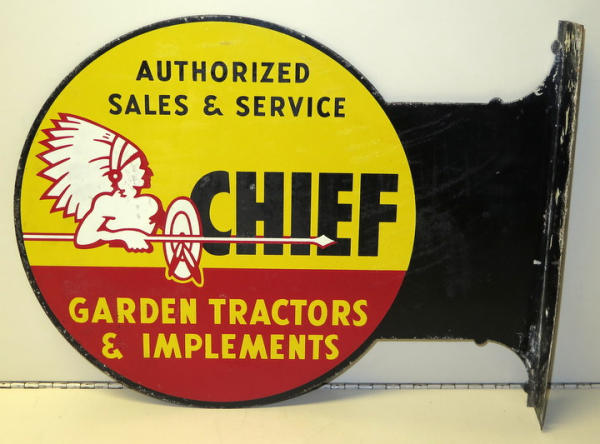 AUTHORIZED
SALES & SERVICE
CHIEF
GARDEN TRACTORS
& IMPLEMENTS